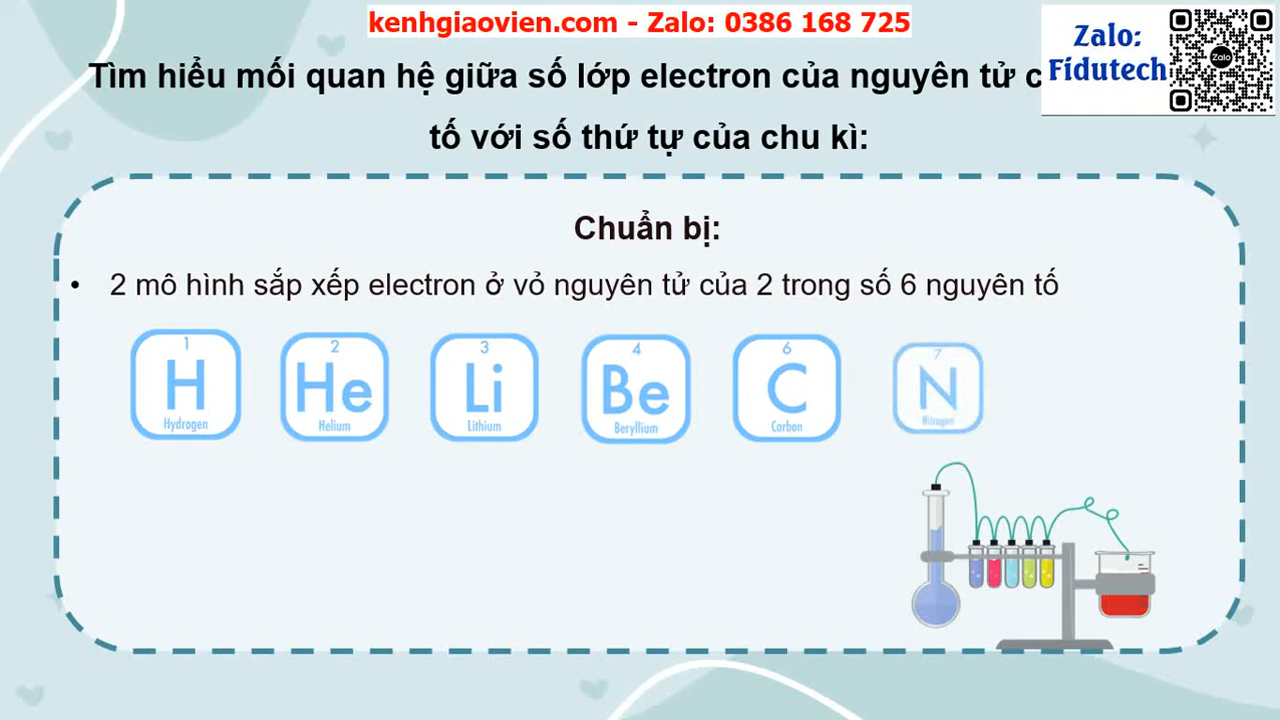 kenhgiaovien.com - Zalo: 0386 168 725
Zalo:
Fidutech
Zalo
Tìm hiểu mối quan hệ giữa số lớp electron của nguyên tử
tố với số thứ tự của chu kì:
Chuẩn bị:
• 2 mô hình sắp xếp electron ở vỏ nguyên tử của 2 trong số 6 nguyên tố
1 2 3 4 6 7
H He Li Be C N
Hydrogen Helium Lithium Beryllium Carbon Nitrogen